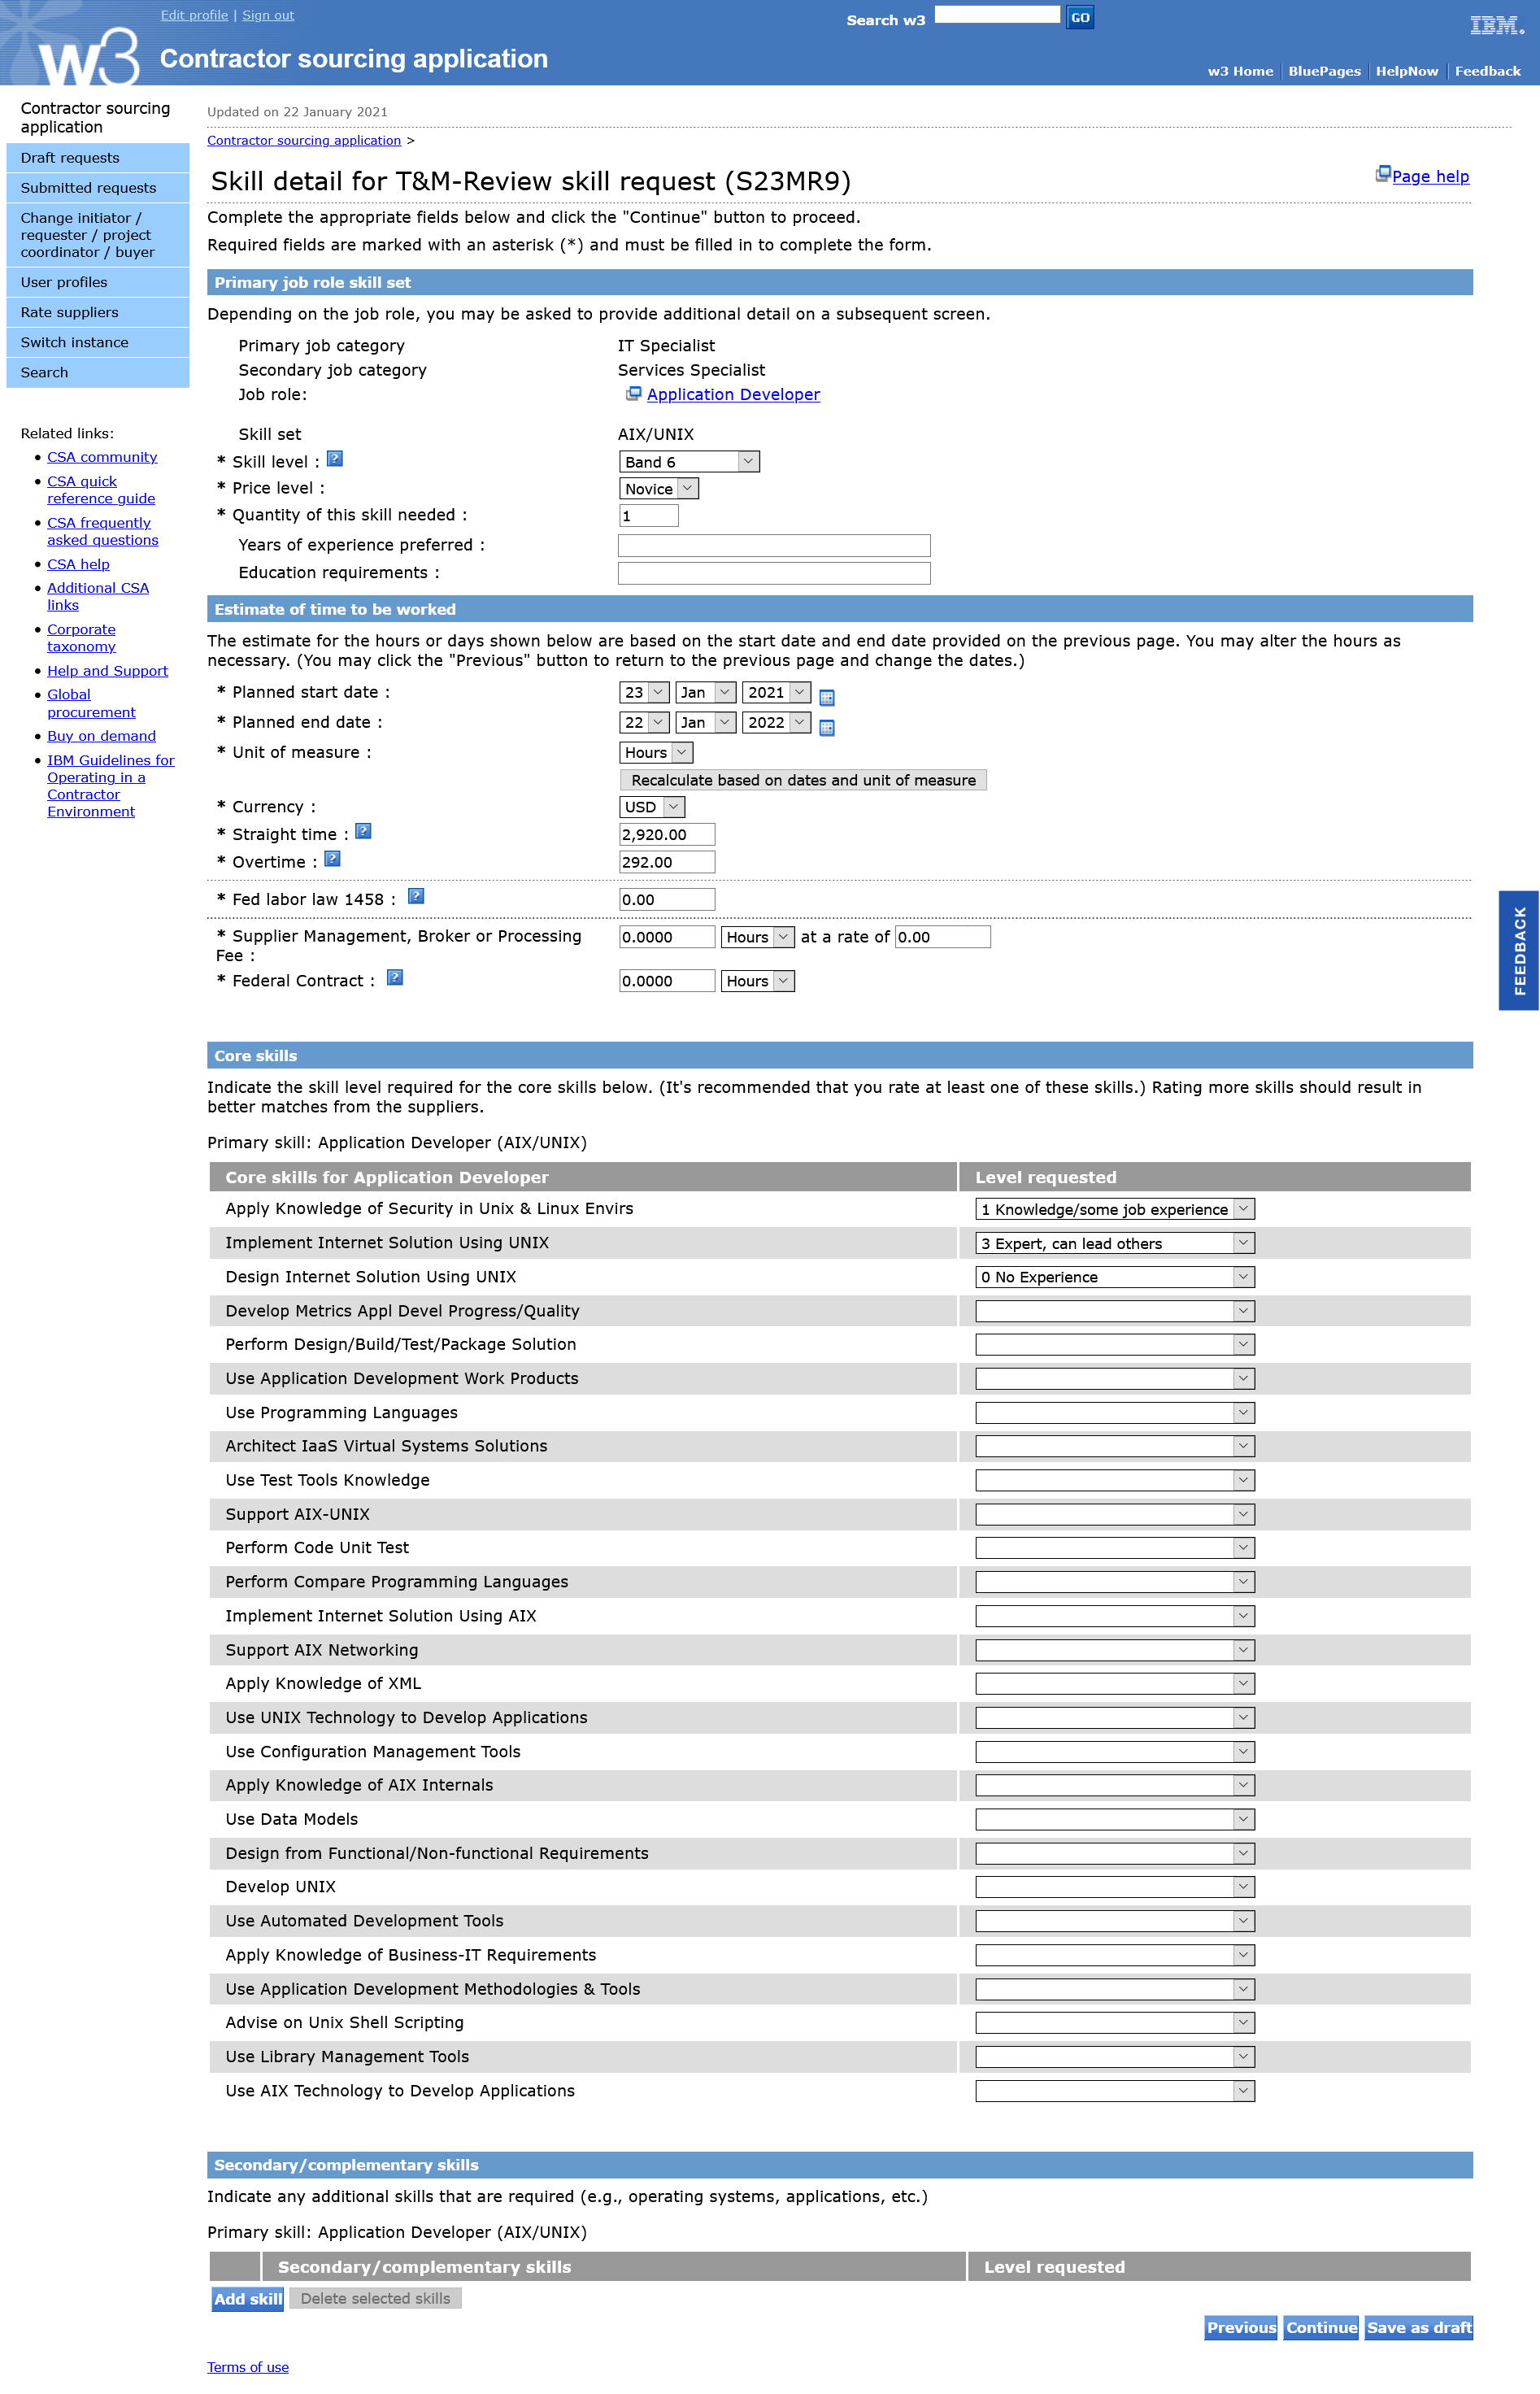 Edit profile | Sign out
Search w3
GO
IBM.
w3
Contractor sourcing application
w3 Home
BluePages
HelpNow
Feedback
Contractor sourcing
application
Draft requests
Submitted requests
Change initiator /
requester / project
coordinator / buyer
User profiles
Rate suppliers
Switch instance
Search
Related links:
• CSA community
• CSA quick
reference guide
• CSA frequently
asked questions
• CSA help
• Additional CSA
links
• Corporate
taxonomy
• Help and Support
• Global
procurement
• Buy on demand
• IBM Guidelines for
Operating in a
Contractor
Environment
Updated on 22 January 2021
Contractor sourcing application >
Skill detail for T&M-Review skill request (S23MR9)
Page help
Complete the appropriate fields below and click the "Continue" button to proceed.
Required fields are marked with an asterisk (*) and must be filled in to complete the form.
Primary job role skill set
Depending on the job role, you may be asked to provide additional detail on a subsequent screen.
Primary job category IT Specialist
Secondary job category Services Specialist
Job role: Application Developer
Skill set AIX/UNIX
* Skill level : ? Band 6
* Price level : Novice
* Quantity of this skill needed : 1
Years of experience preferred :
Education requirements :
Estimate of time to be worked
The estimate for the hours or days shown below are based on the start date and end date provided on the previous page. You may alter the hours as
necessary. (You may click the "Previous" button to return to the previous page and change the dates.)
* Planned start date : 23 Jan 2021
* Planned end date : 22 Jan 2022
* Unit of measure : Hours
Recalculate based on dates and unit of measure
* Currency : USD
* Straight time : ? 2,920.00
* Overtime : ? 292.00
* Fed labor law 1458 : ? 0.00
* Supplier Management, Broker or Processing
Fee :
0.0000 Hours at a rate of 0.00
* Federal Contract : ? 0.0000 Hours
FEEDBACK
Core skills
Indicate the skill level required for the core skills below. (It's recommended that you rate at least one of these skills.) Rating more skills should result in
better matches from the suppliers.
Primary skill: Application Developer (AIX/UNIX)
Core skills for Application Developer Level requested
Apply Knowledge of Security in Unix & Linux Envirs 1 Knowledge/some job experience
Implement Internet Solution Using UNIX 3 Expert, can lead others
Design Internet Solution Using UNIX 0 No Experience
Develop Metrics Appl Devel Progress/Quality
Perform Design/Build/Test/Package Solution
Use Application Development Work Products
Use Programming Languages
Architect IaaS Virtual Systems Solutions
Use Test Tools Knowledge
Support AIX-UNIX
Perform Code Unit Test
Perform Compare Programming Languages
Implement Internet Solution Using AIX
Support AIX Networking
Apply Knowledge of XML
Use UNIX Technology to Develop Applications
Use Configuration Management Tools
Apply Knowledge of AIX Internals
Use Data Models
Design from Functional/Non-functional Requirements
Develop UNIX
Use Automated Development Tools
Apply Knowledge of Business-IT Requirements
Use Application Development Methodologies & Tools
Advise on Unix Shell Scripting
Use Library Management Tools
Use AIX Technology to Develop Applications
Secondary/complementary skills
Indicate any additional skills that are required (e.g., operating systems, applications, etc.)
Primary skill: Application Developer (AIX/UNIX)
Secondary/complementary skills Level requested
Add skill Delete selected skills
Previous Continue Save as draft
Terms of use